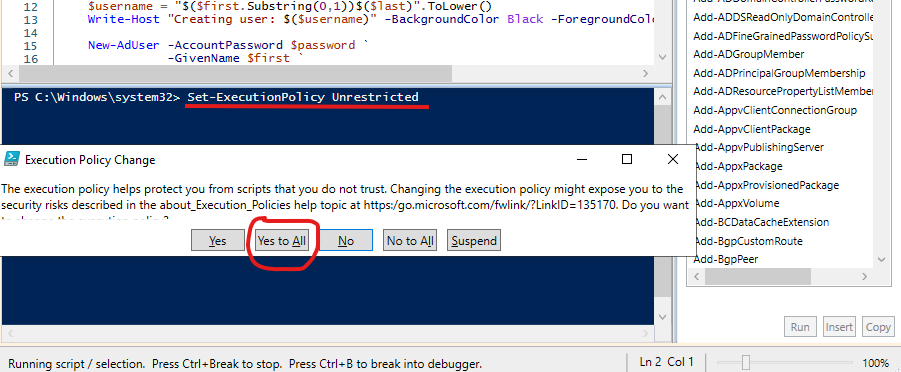 12 $username = "$($first.Substring(0,1))$($last)".ToLower()
13 Write-Host "Creating user: $($username)" -BackgroundColor Black -ForegroundColo
14
15 New-AdUser -AccountPassword $password `
16 -GivenName $first `
PS C:\Windows\system32> Set-ExecutionPolicy Unrestricted
Execution Policy Change
The execution policy helps protect you from scripts that you do not trust. Changing the execution policy might expose you to the
security risks described in the about_Execution_Policies help topic at https:/go.microsoft.com/fwlink/?LinkID=135170. Do you want
Yes
Yes to All
No
No to All
Suspend
Add-ADDSReadOnlyDomainControlle
Add-ADFineGrainedPasswordPolicySu
Add-ADGroupMember
Add-ADPrincipalGroupMembership
Add-ADResourcePropertyListMember
Add-AppvClientConnectionGroup
Add-AppvClientPackage
Add-AppvPublishingServer
Add-AppxPackage
Add-AppxProvisionedPackage
Add-AppxVolume
Add-BCDataCacheExtension
Add-BgpCustomRoute
Add-BgpPeer
Run
Insert
Copy
Running script / selection. Press Ctrl+Break to stop. Press Ctrl+B to break into debugger.
Ln 2 Col 1
100%